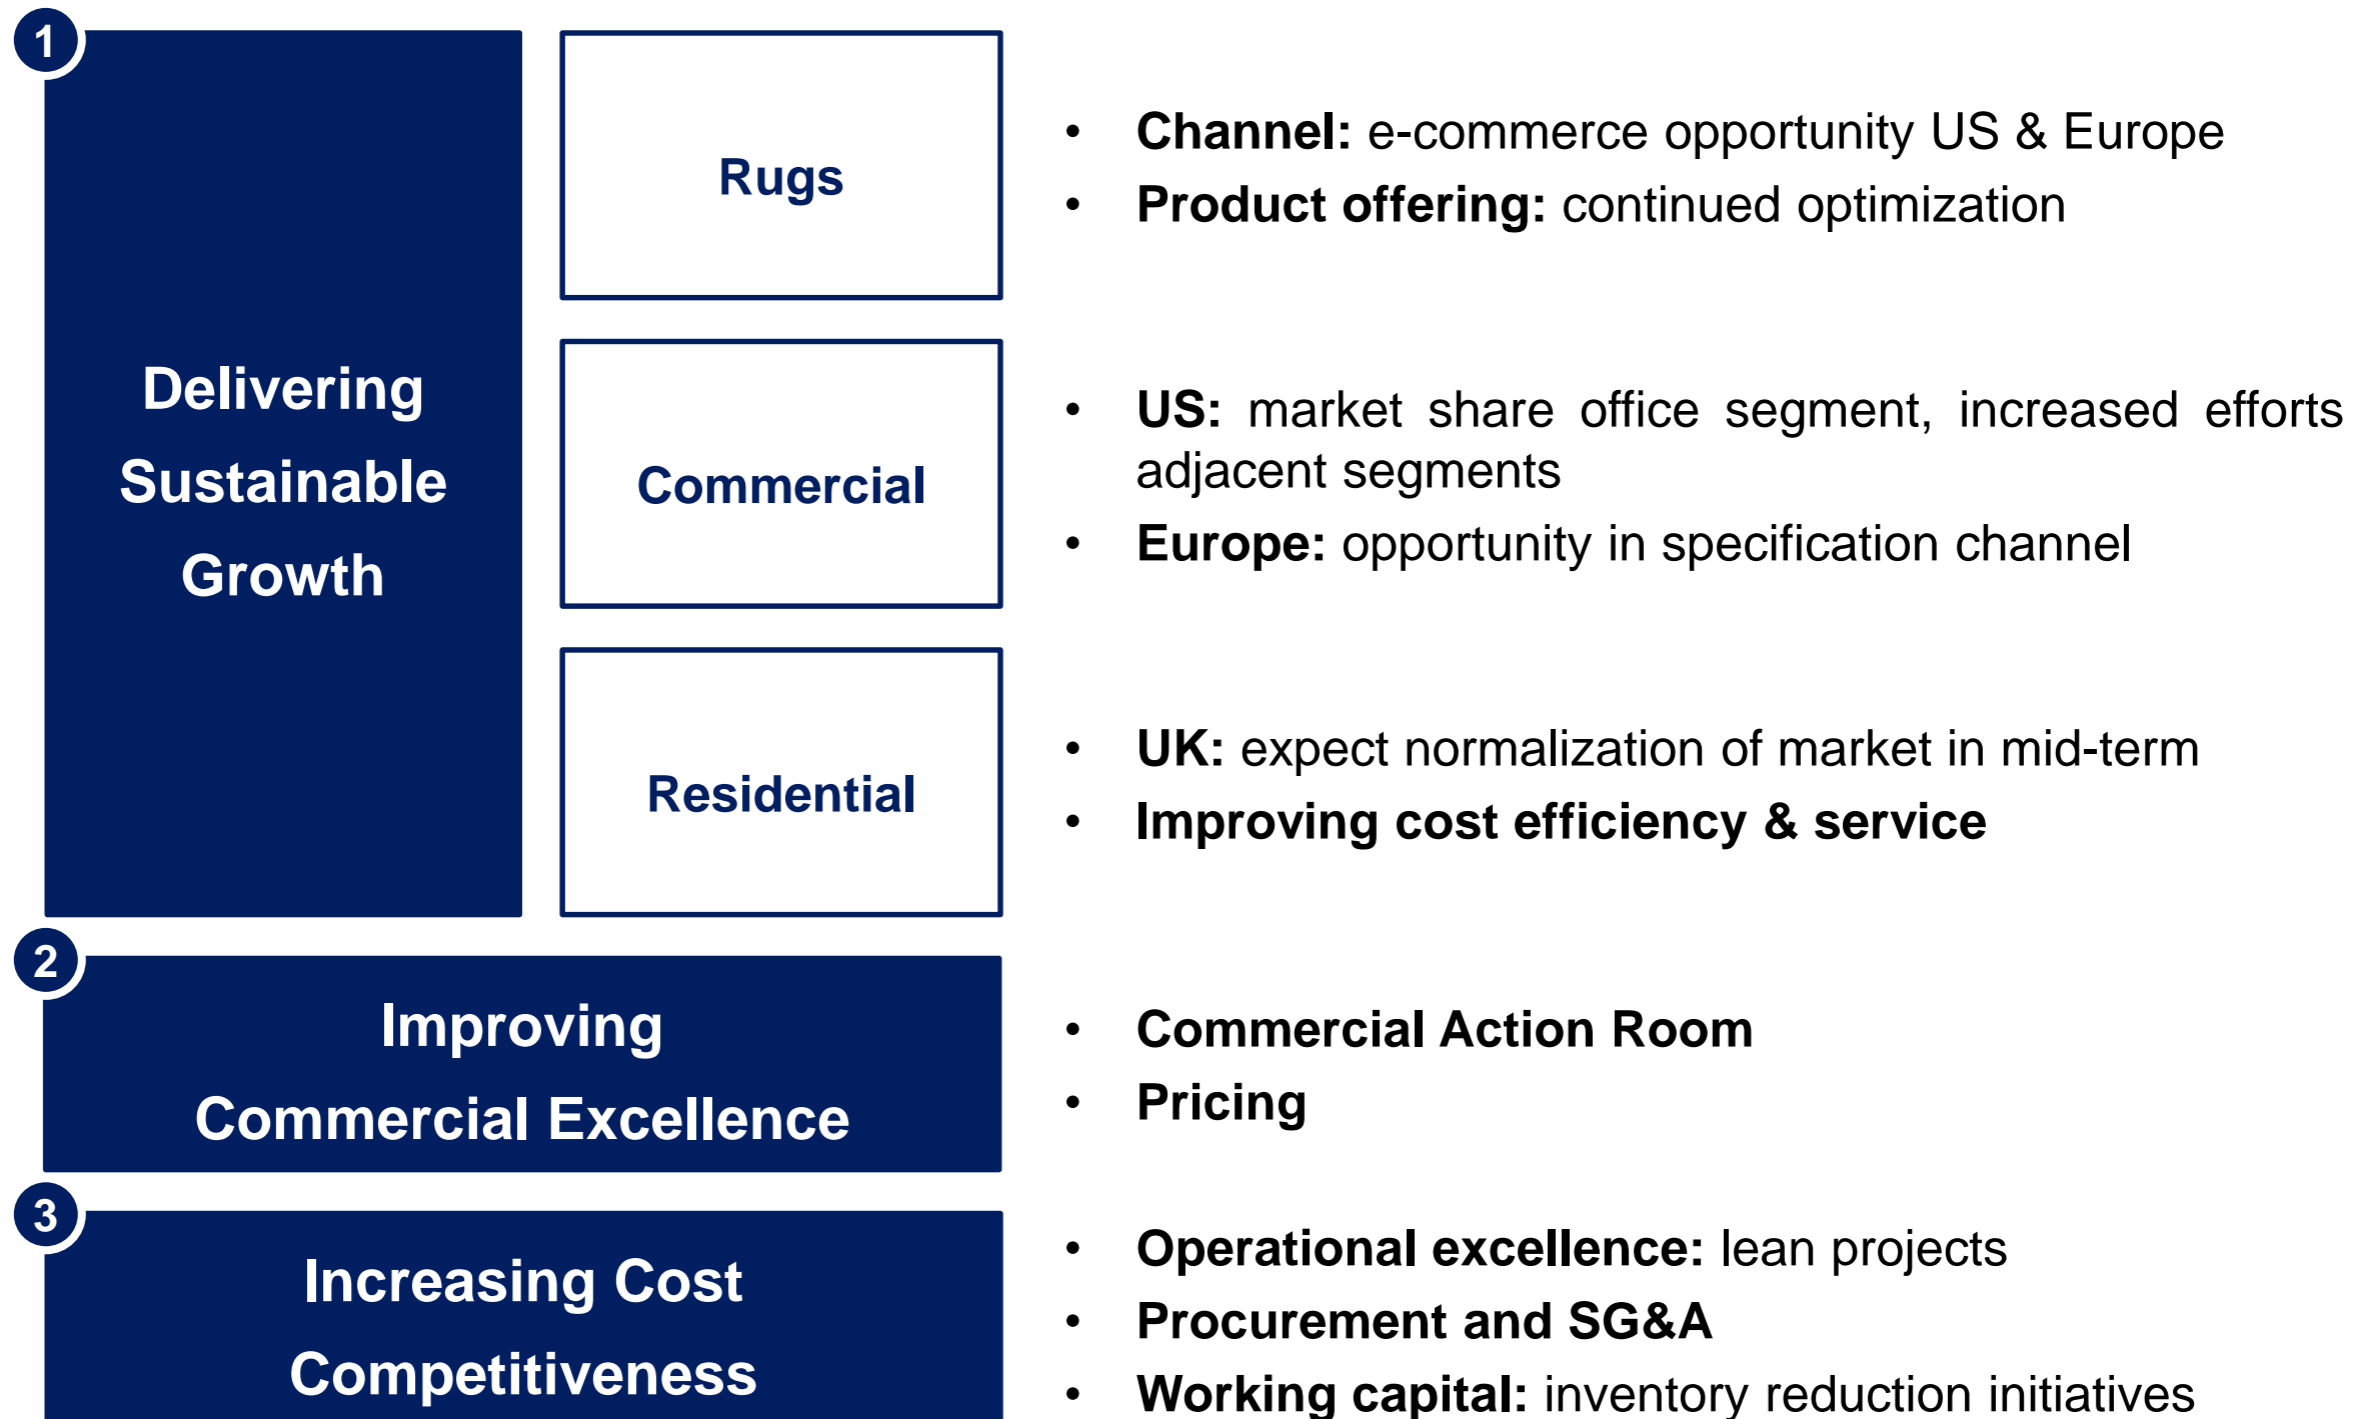 1
Delivering
Sustainable
Growth
Rugs
• Channel: e-commerce opportunity US & Europe
• Product offering: continued optimization
Commercial
• US: market share office segment, increased efforts
adjacent segments
• Europe: opportunity in specification channel
Residential
• UK: expect normalization of market in mid-term
• Improving cost efficiency & service
2
Improving
Commercial Excellence
• Commercial Action Room
• Pricing
3
Increasing Cost
Competitiveness
• Operational excellence: lean projects
• Procurement and SG&A
• Working capital: inventory reduction initiatives